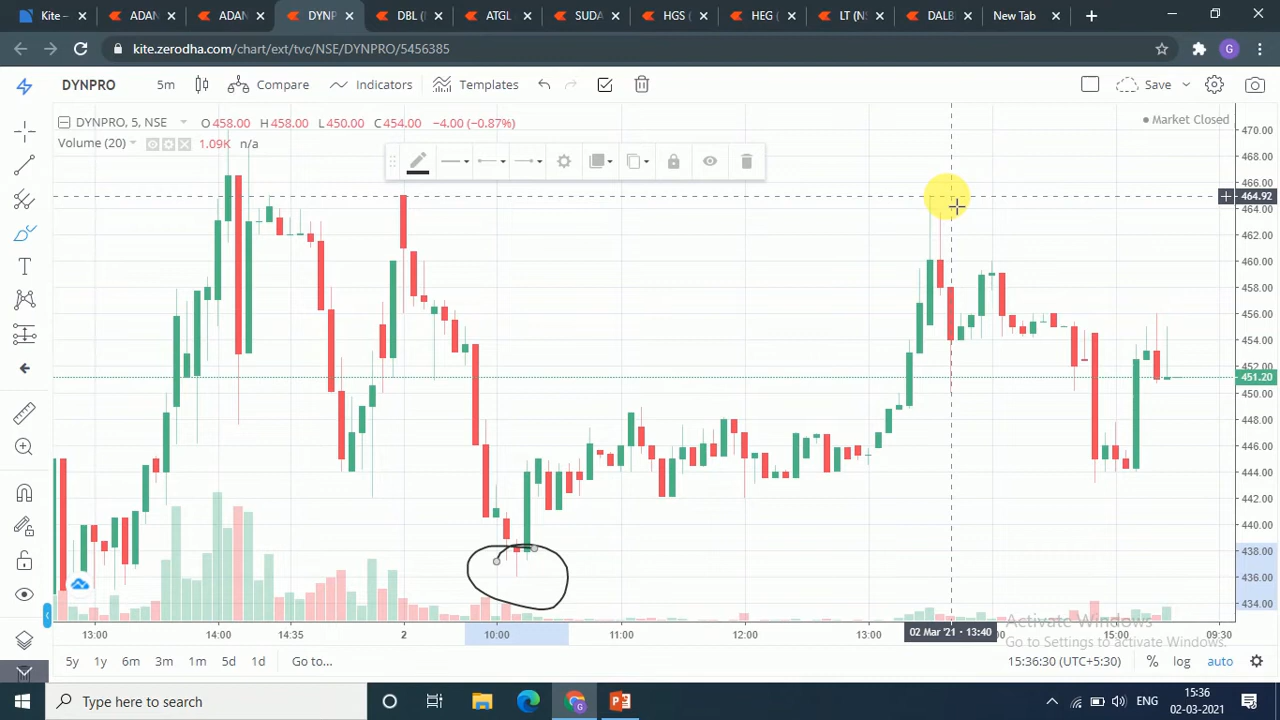 Kite –
ADAN
ADAN
DYNP
DBL (
ATGL
SUDA
HGS (
HEG (
LT (NS
DALB
New Tab
kite.zerodha.com/chart/ext/tvc/NSE/DYNPRO/5456385
G
DYNPRO 5m Compare Indicators Templates Save
DYNPRO, 5, NSE O458.00 H458.00 L450.00 C454.00 −4.00 (−0.87%)
Market Closed
Volume (20) 1.09K n/a
470.00
468.00
466.00
464.92
464.00
462.00
460.00
458.00
456.00
454.00
452.00
451.20
450.00
448.00
446.00
444.00
442.00
440.00
438.00
436.00
434.00
T
13:00 14:00 14:35 2 10:00 11:00 12:00 13:00 02 Mar '21 · 13:40 15:00 09:30
Activate Windows
Go to Settings to activate Windows.
5y 1y 6m 3m 1m 5d 1d Go to... 15:36:30 (UTC+5:30) % log auto
Type here to search
ENG
15:36
02-03-2021